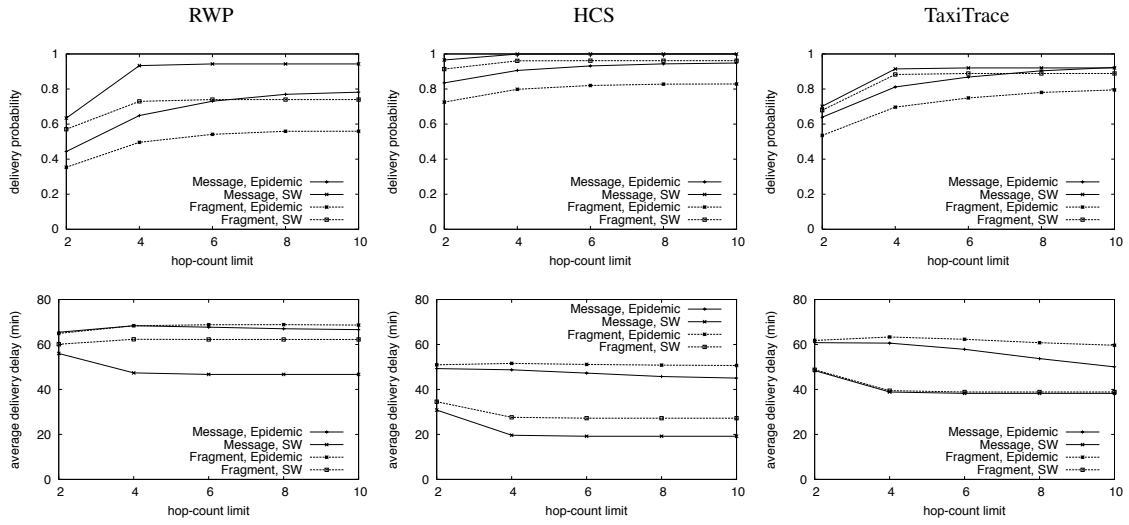 RWP
HCS
TaxiTrace
delivery probability
1
0.8
0.6
0.4
0.2
0
Message, Epidemic
Message, SW
Fragment, Epidemic
Fragment, SW
2 4 6 8 10
hop-count limit
delivery probability
1
0.8
0.6
0.4
0.2
0
Message, Epidemic
Message, SW
Fragment, Epidemic
Fragment, SW
2 4 6 8 10
hop-count limit
delivery probability
1
0.8
0.6
0.4
0.2
0
Message, Epidemic
Message, SW
Fragment, Epidemic
Fragment, SW
2 4 6 8 10
hop-count limit
average delivery delay (min)
80
60
40
20
0
Message, Epidemic
Message, SW
Fragment, Epidemic
Fragment, SW
2 4 6 8 10
hop-count limit
average delivery delay (min)
80
60
40
20
0
Message, Epidemic
Message, SW
Fragment, Epidemic
Fragment, SW
2 4 6 8 10
hop-count limit
average delivery delay (min)
80
60
40
20
0
Message, Epidemic
Message, SW
Fragment, Epidemic
Fragment, SW
2 4 6 8 10
hop-count limit